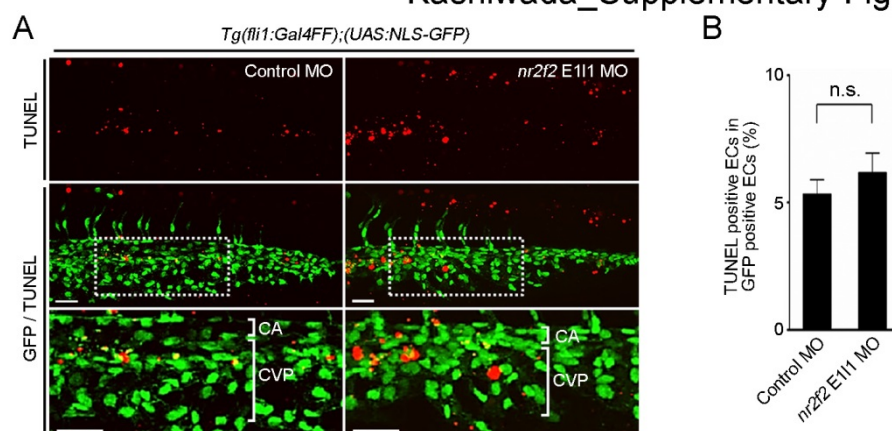 Kashiwada_Supplementary Fig
A
B
Tg(fli1:Gal4FF);(UAS:NLS-GFP)
Control MO
nr2f2 E1I1 MO
TUNEL
GFP / TUNEL
CA
CVP
CA
CVP
TUNEL positive ECs in
GFP positive ECs (%)
10
5
0
n.s.
Control MO
nr2f2 E1I1 MO